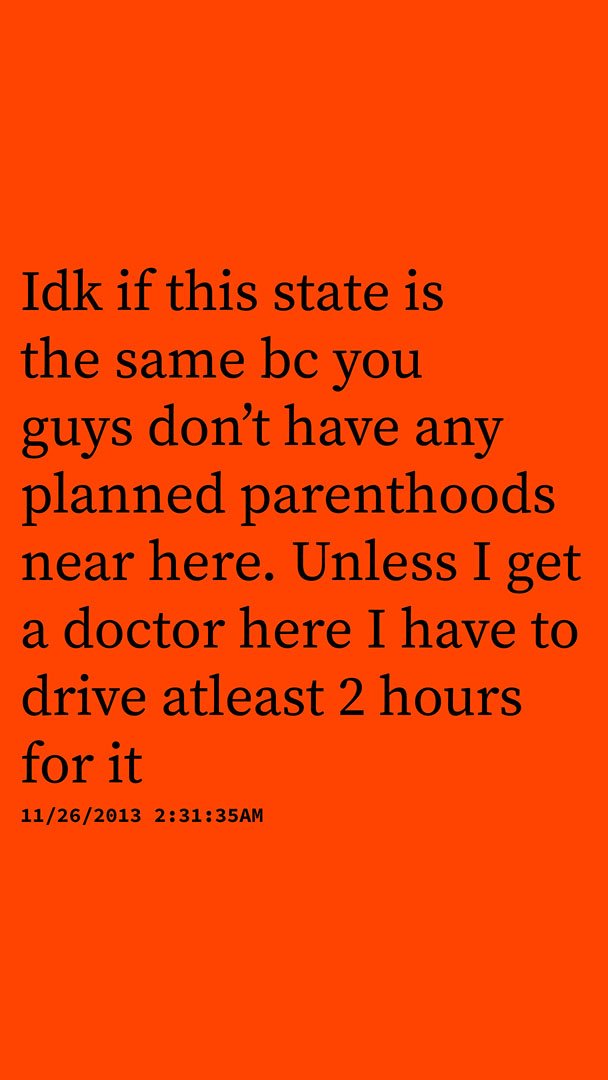 Idk if this state is
the same bc you
guys don’t have any
planned parenthoods
near here. Unless I get
a doctor here I have to
drive atleast 2 hours
for it
11/26/2013 2:31:35AM